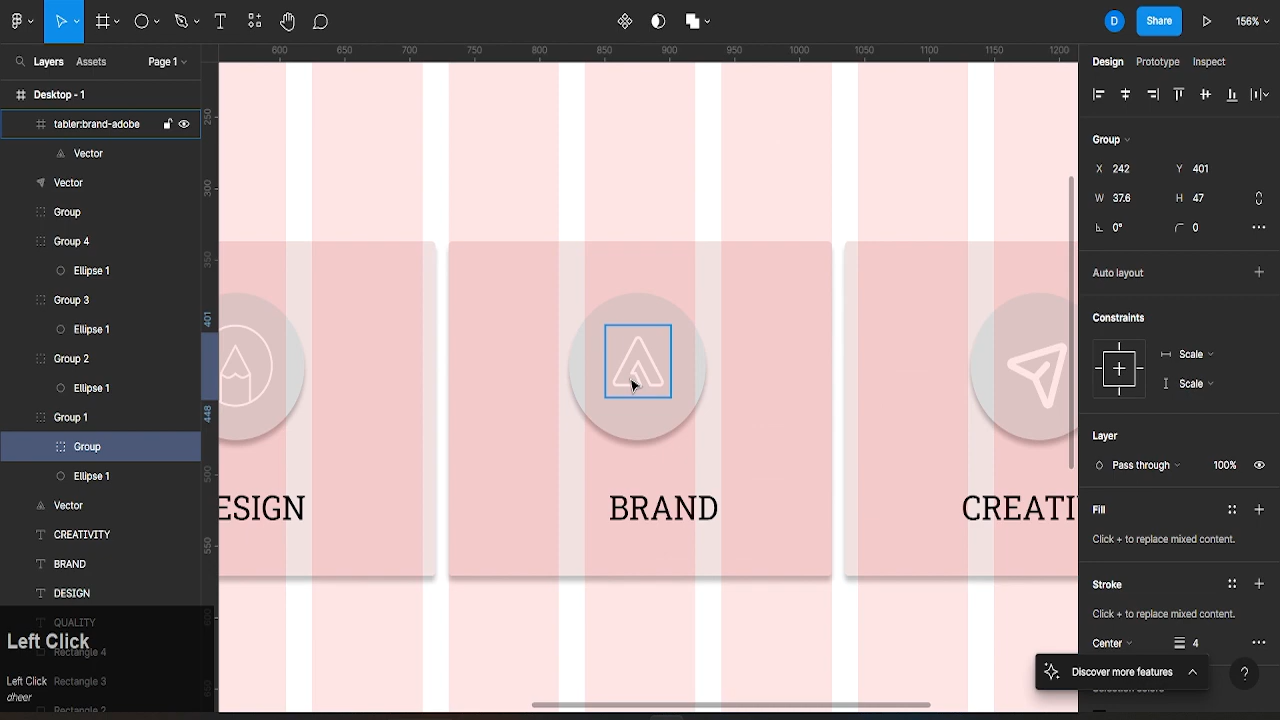 156%
D
Share
Layers
Assets
Page 1
Desktop - 1
tabler:brand-adobe
Vector
Vector
Group
Group 4
Ellipse 1
Group 3
Ellipse 1
Group 2
Ellipse 1
Group 1
Group
Ellipse 1
Vector
CREATIVITY
BRAND
DESIGN
QUALITY
Rectangle 4
Rectangle 3
Rectangle 2
Left Click
Left Click
dheer
600 650 700 750 800 850 900 950 1000 1050 1100 1150 1200
250
300
350
401
448
500
550
600
650
ESIGN
BRAND
CREATI
Design
Prototype
Inspect
Group
X 242
Y 401
W 37.6
H 47
0°
0
Auto layout
Constraints
Scale
Scale
Layer
Pass through
100%
Fill
Click + to replace mixed content.
Stroke
Click + to replace mixed content.
Center
4
Discover more features
?